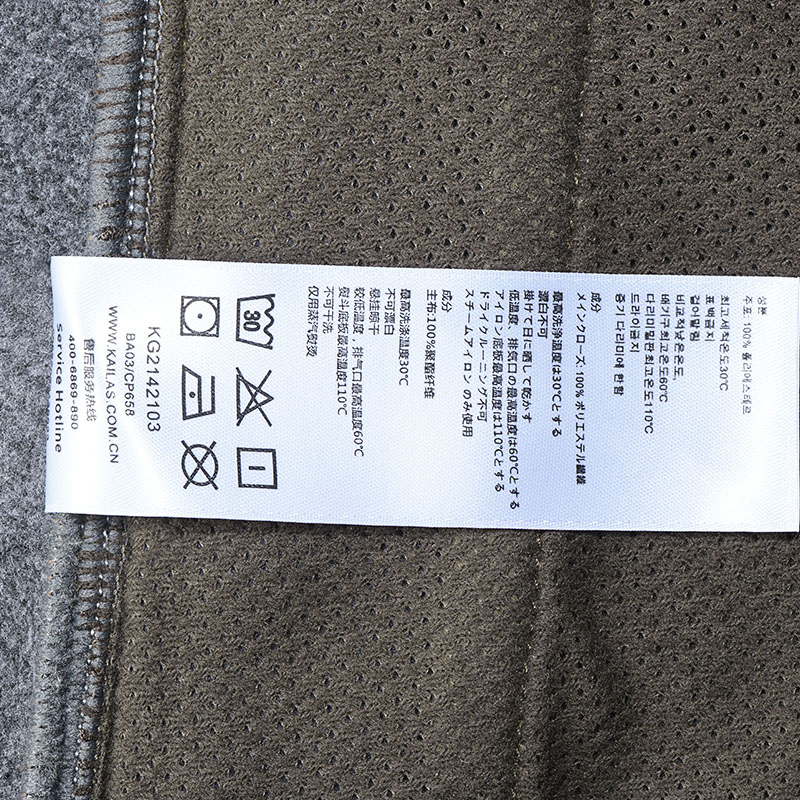 성분
주포: 100% 폴리에스테르
최고세척온도30℃
표백금지
걸어말림
비교적낮은온도,
배기구최고온도60℃
다리미밑판최고온도110℃
드라이금지
증기 다리미에 한함
成分
メインクローズ: 100% ポリエステル繊維
最高洗浄温度は30℃とする
漂白不可
掛けて日に晒して乾かす
低温度、排気口の最高温度は60℃とする
アイロン底板最高温度は110℃とする
ドライクルーニング不可
スチームアイロン のみ使用
成分
主布:100%聚酯纤维
最高洗涤温度30℃
不可漂白
悬挂晾干
较低温度，排气口最高温度60℃
熨斗底板最高温度110℃
不可干洗
仅用蒸汽熨烫
30
KG2142103
BA03/CP658
WWW.KAILAS.COM.CN
售后服务热线
400-6869-890
Service Hotline